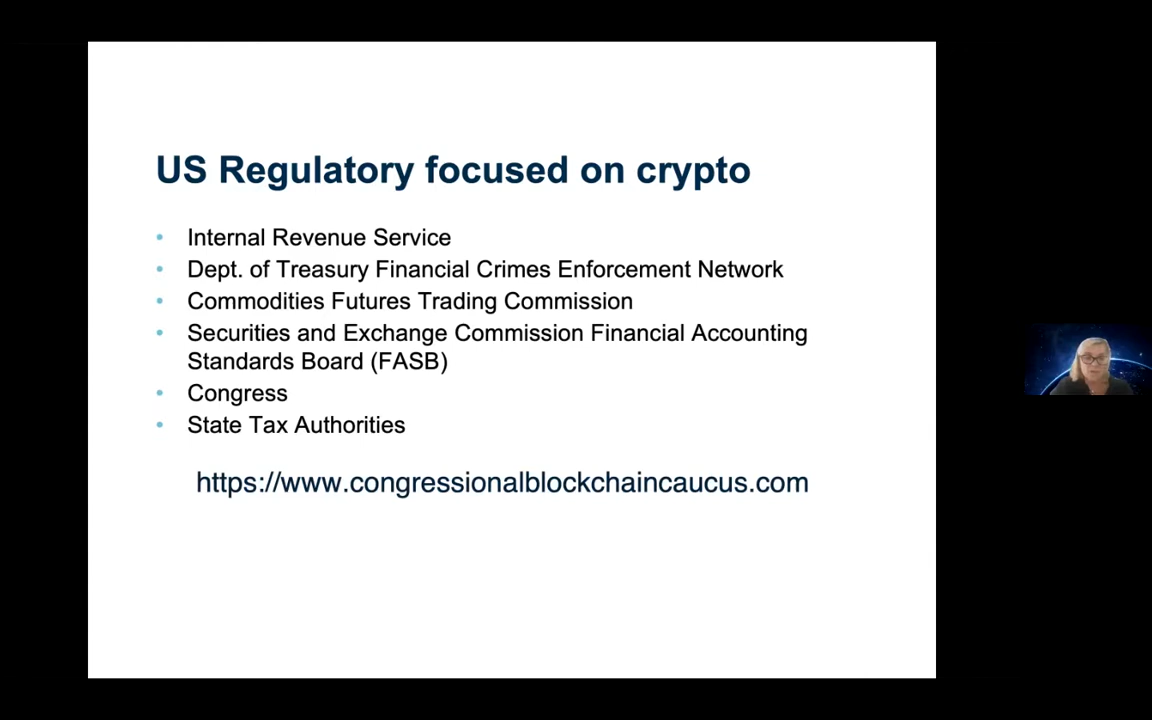 US Regulatory focused on crypto
• Internal Revenue Service
• Dept. of Treasury Financial Crimes Enforcement Network
• Commodities Futures Trading Commission
• Securities and Exchange Commission Financial Accounting
Standards Board (FASB)
• Congress
• State Tax Authorities
https://www.congressionalblockchaincaucus.com